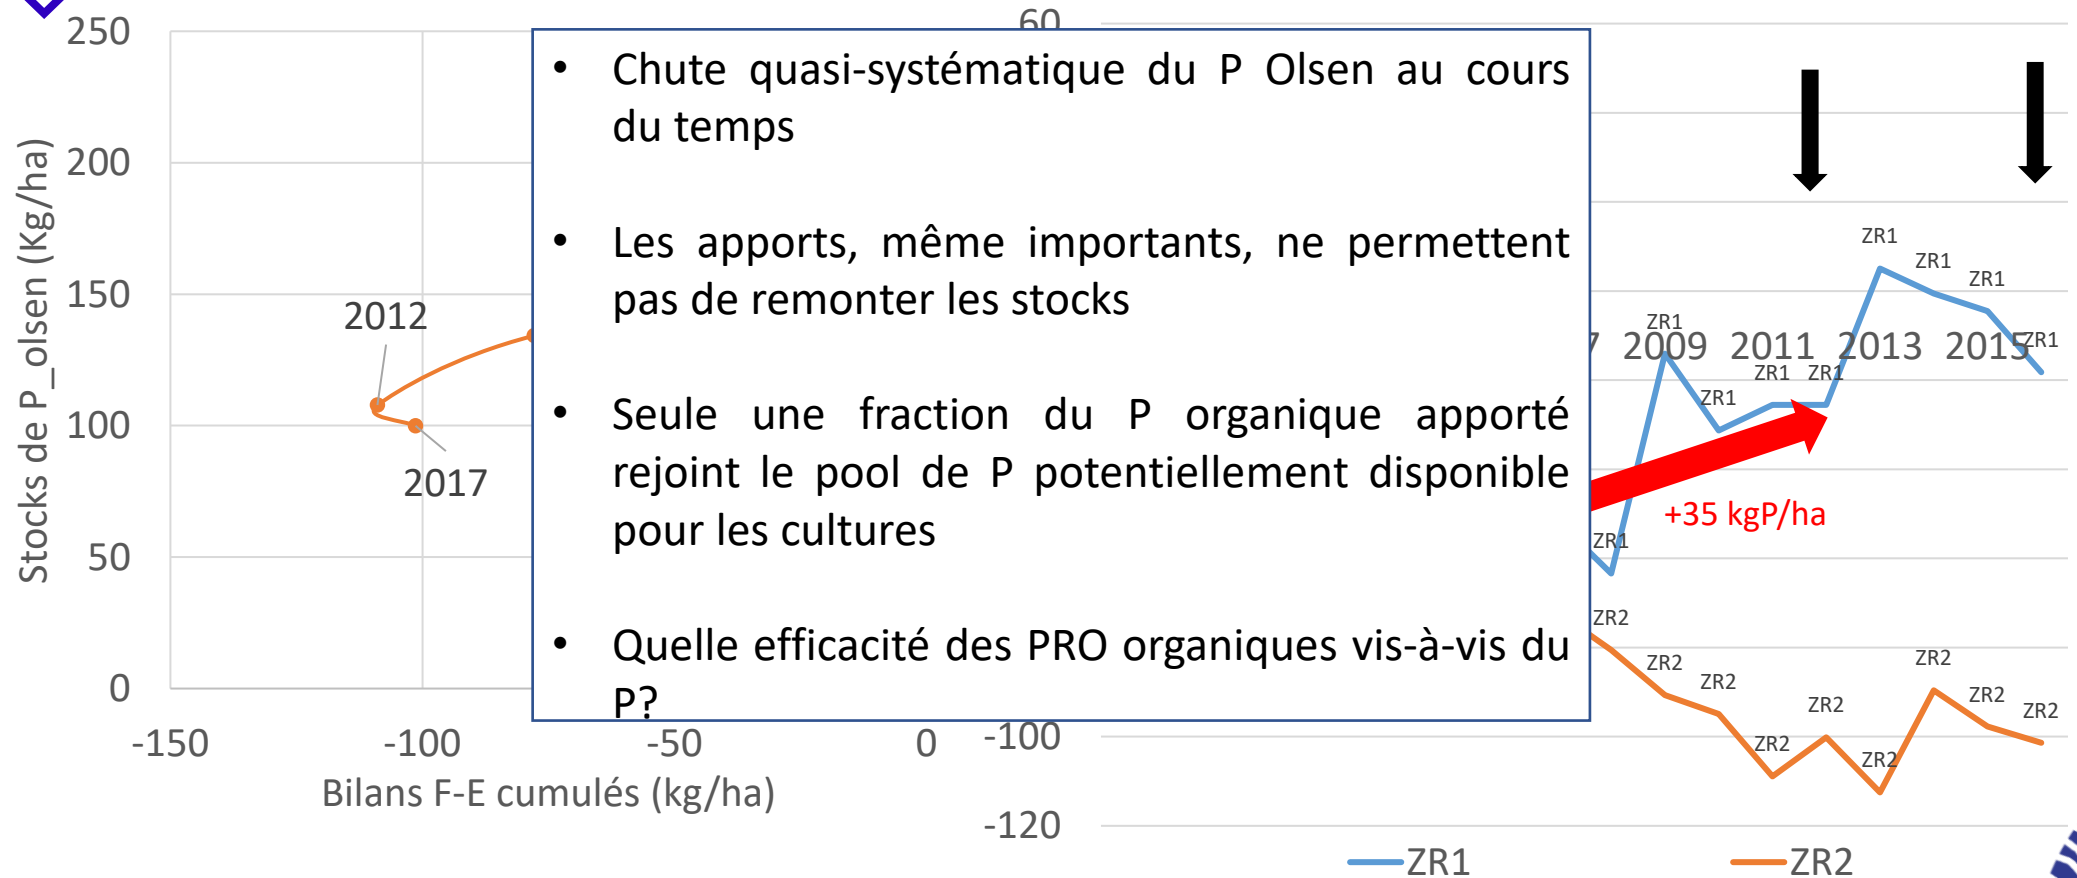 250
200
150
100
50
0
Stocks de P_olsen (Kg/ha)
2012
2017
-150
-100
-50
0
Bilans F-E cumulés (kg/ha)
• Chute quasi-systématique du P Olsen au cours
du temps
• Les apports, même importants, ne permettent
pas de remonter les stocks
• Seule une fraction du P organique apporté
rejoint le pool de P potentiellement disponible
pour les cultures
• Quelle efficacité des PRO organiques vis-à-vis du
P?
60
-100
-120
7 2009 2011 2013 2015
ZR1
ZR1
ZR1
ZR1
ZR1
ZR1
ZR1
ZR1
ZR1
+35 kgP/ha
ZR2
ZR2
ZR2
ZR2
ZR2
ZR2
ZR2
ZR2
ZR2
ZR1
ZR2